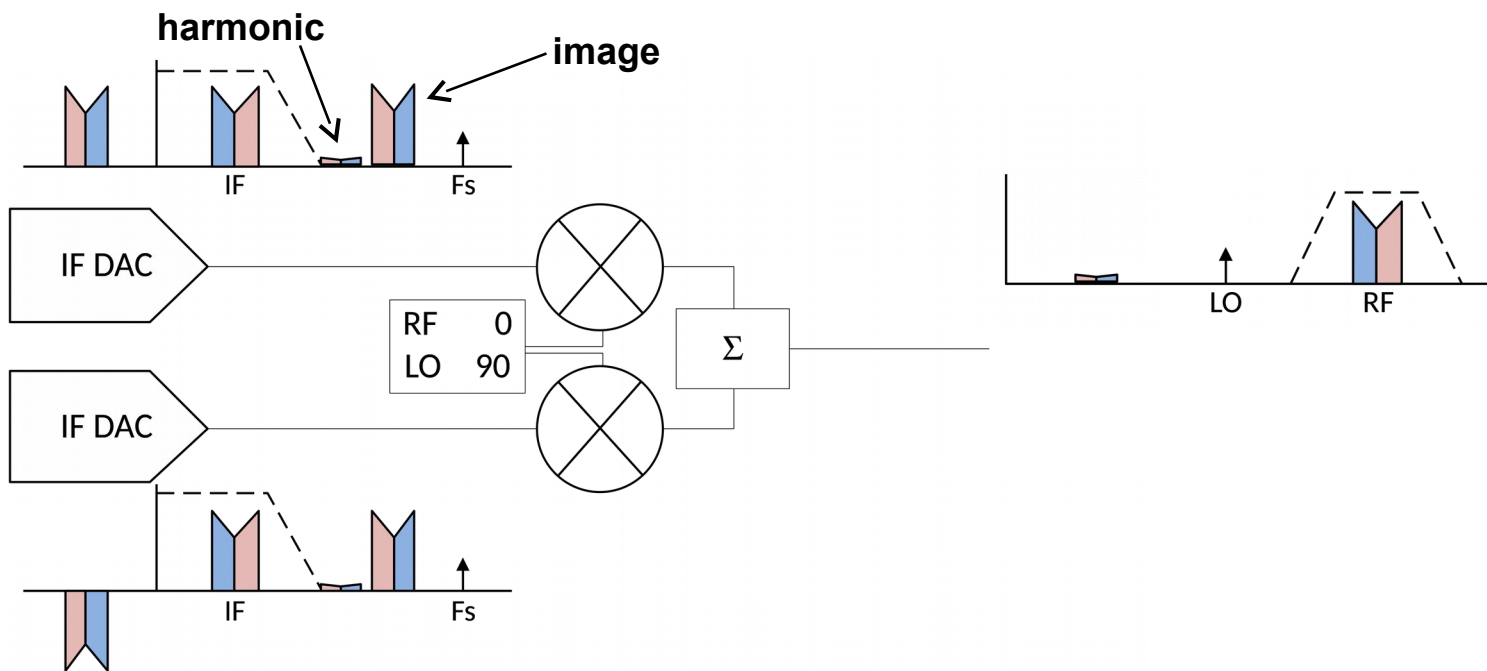 harmonic
image
IF
Fs
IF DAC
RF 0
LO 90
Σ
LO
RF
IF DAC
IF
Fs